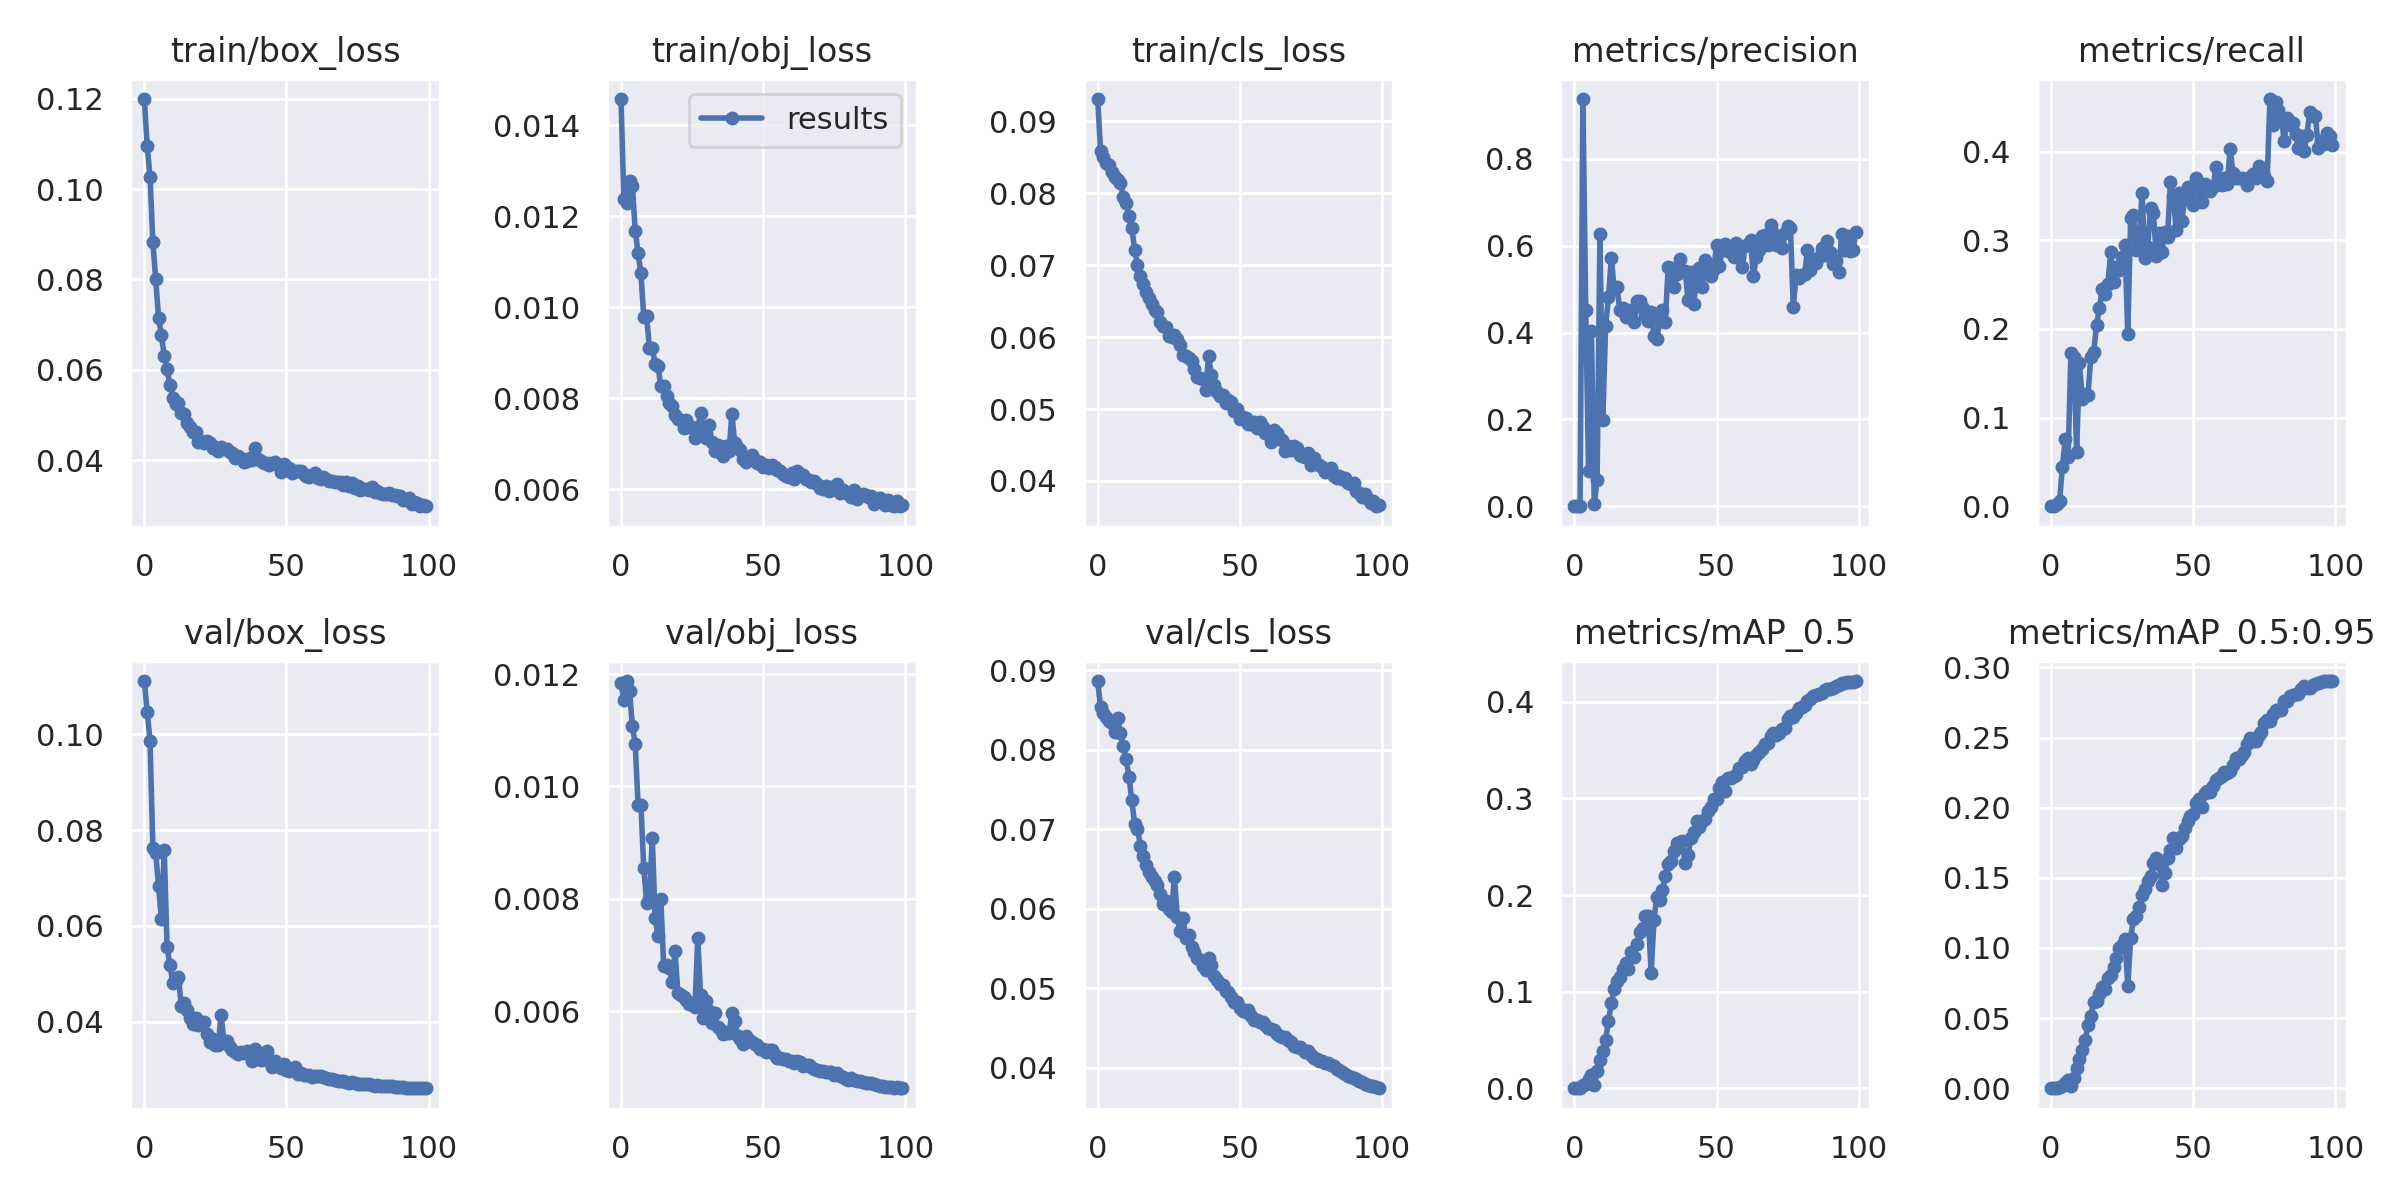 train/box_loss
train/obj_loss
train/cls_loss
metrics/precision
metrics/recall
0.12
0.10
0.08
0.06
0.04
0 50 100
results
0.014
0.012
0.010
0.008
0.006
0 50 100
0.09
0.08
0.07
0.06
0.05
0.04
0 50 100
0.8
0.6
0.4
0.2
0.0
0 50 100
0.4
0.3
0.2
0.1
0.0
0 50 100
val/box_loss
val/obj_loss
val/cls_loss
metrics/mAP_0.5
metrics/mAP_0.5:0.95
0.10
0.08
0.06
0.04
0 50 100
0.012
0.010
0.008
0.006
0 50 100
0.09
0.08
0.07
0.06
0.05
0.04
0 50 100
0.4
0.3
0.2
0.1
0.0
0 50 100
0.30
0.25
0.20
0.15
0.10
0.05
0.00
0 50 100